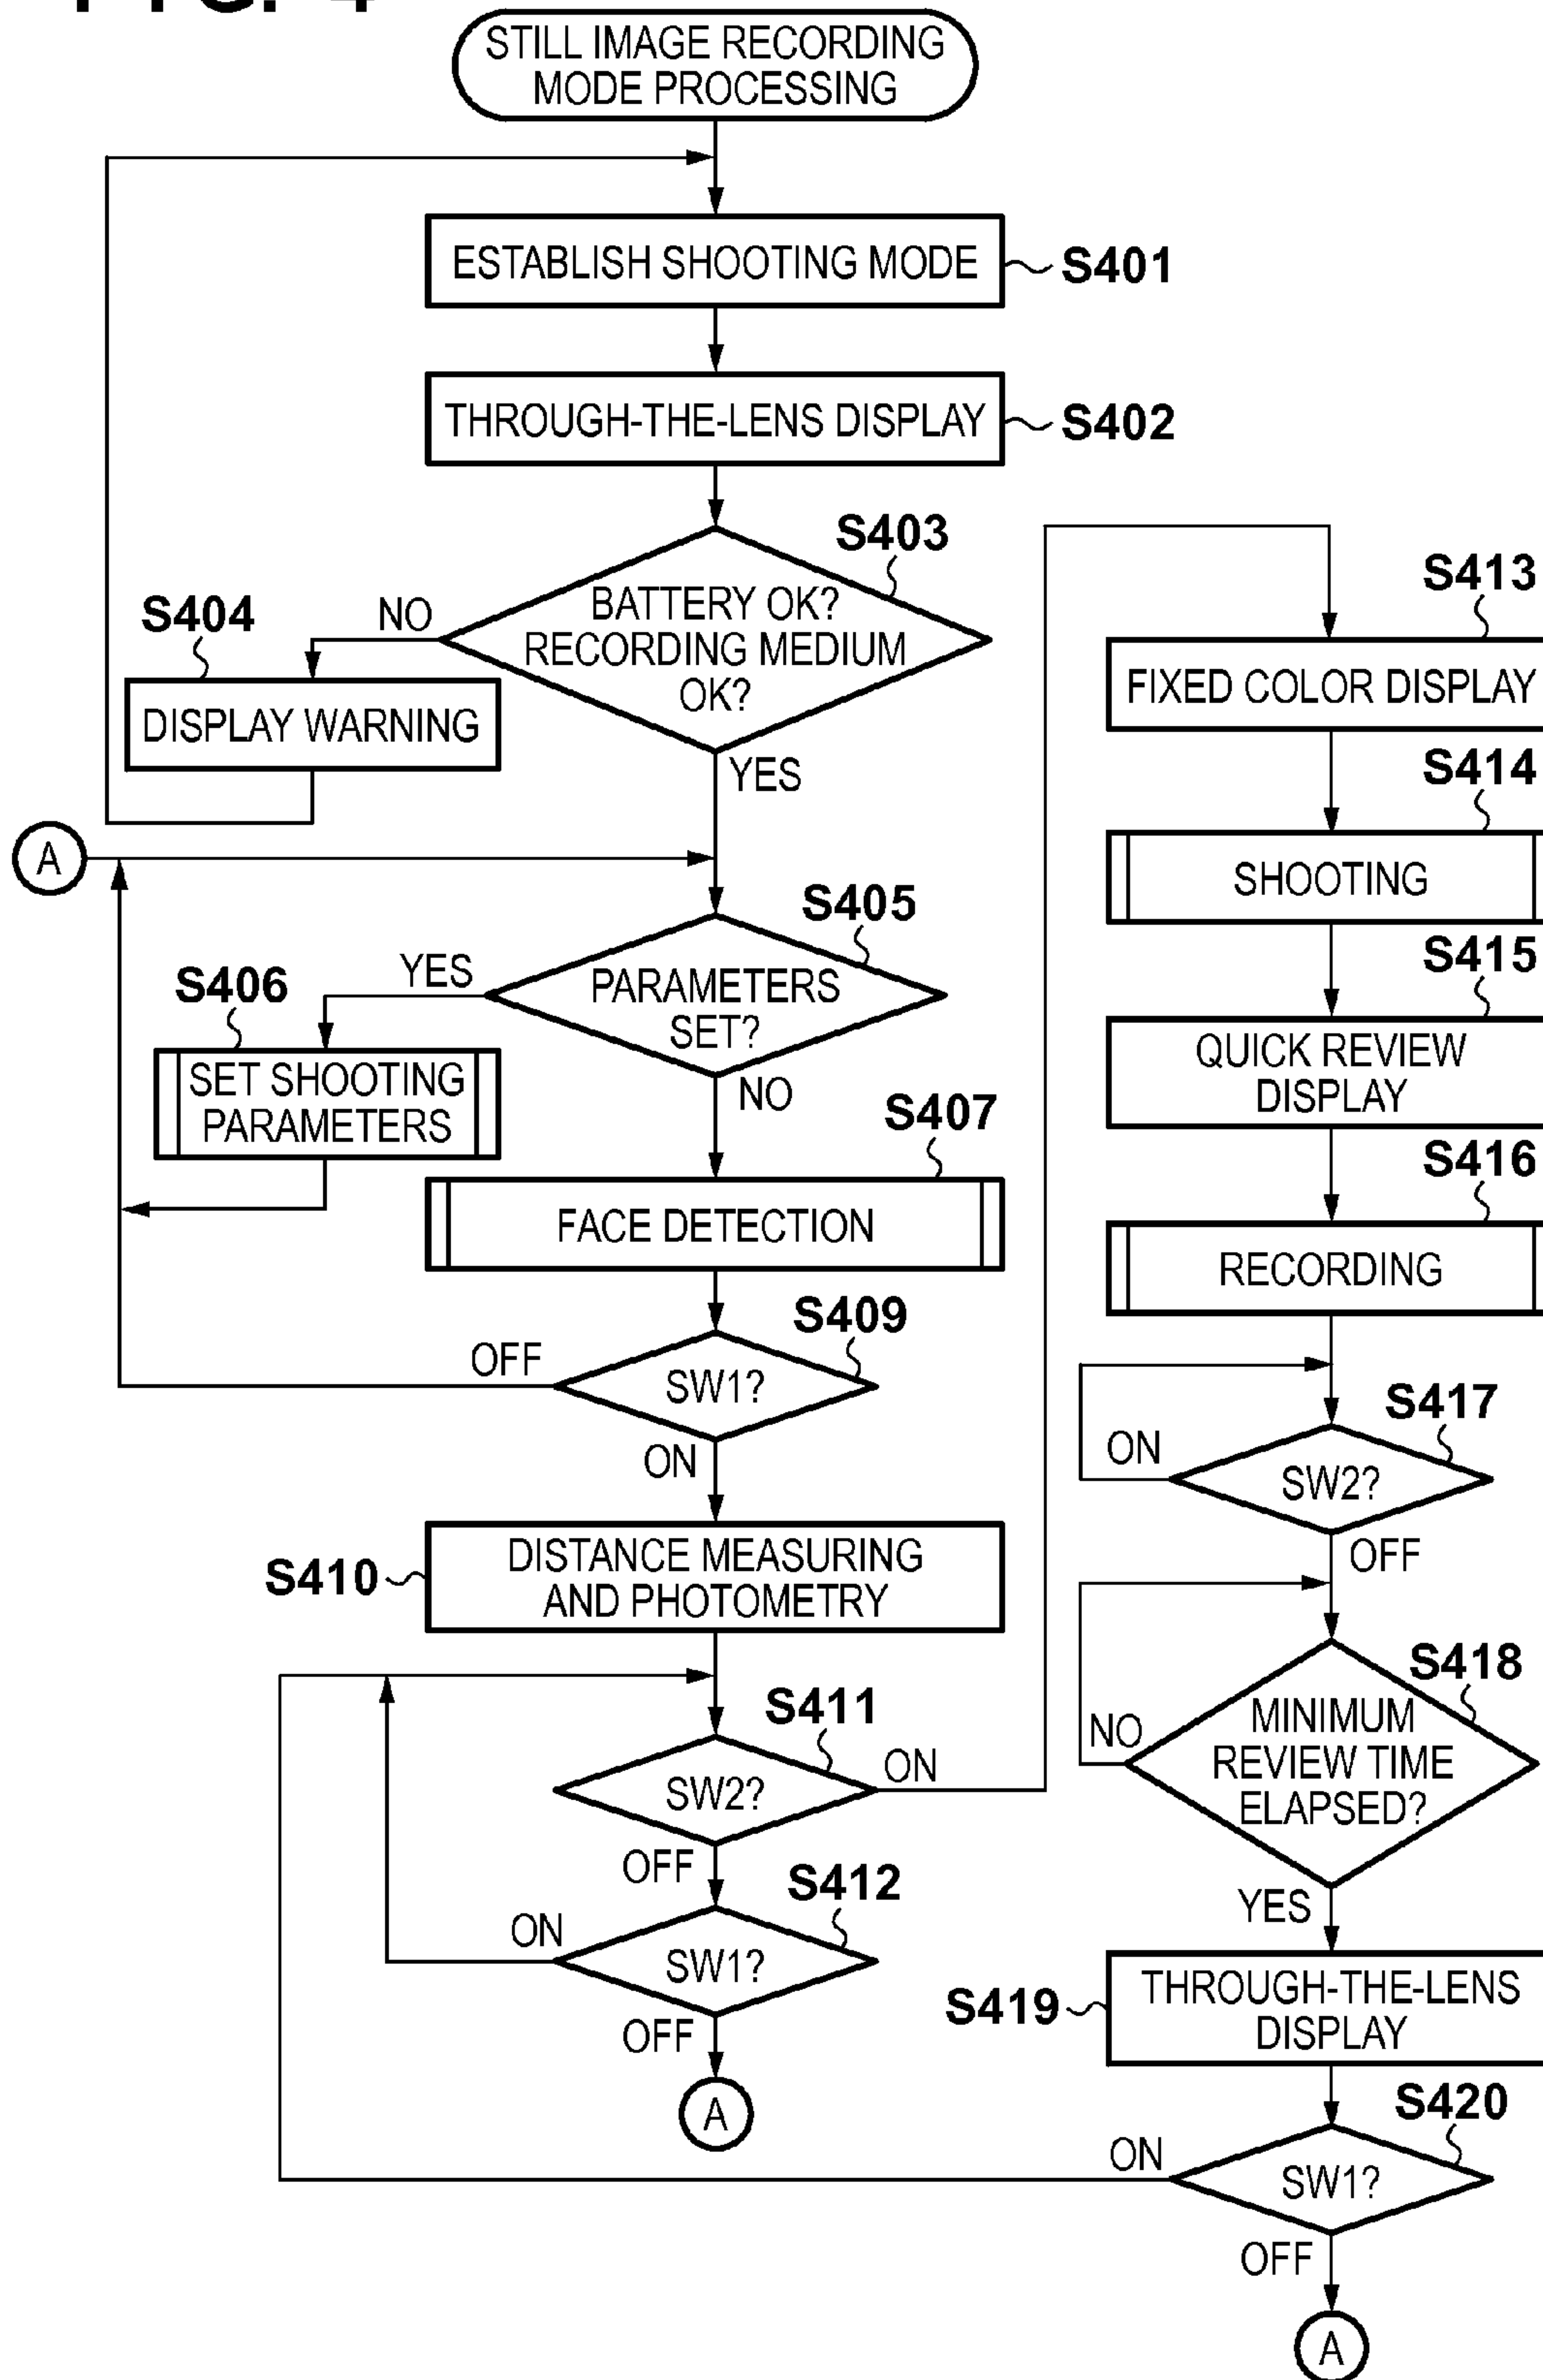 FIG. 4
STILL IMAGE RECORDING
MODE PROCESSING
ESTABLISH SHOOTING MODE
S401
THROUGH-THE-LENS DISPLAY
S402
S403
BATTERY OK?
RECORDING MEDIUM
OK?
NO
YES
S404
DISPLAY WARNING
A
S405
PARAMETERS
SET?
YES
NO
S406
SET SHOOTING
PARAMETERS
S407
FACE DETECTION
S409
SW1?
OFF
ON
S410
DISTANCE MEASURING
AND PHOTOMETRY
S411
SW2?
ON
OFF
S412
SW1?
ON
OFF
A
S413
FIXED COLOR DISPLAY
S414
SHOOTING
S415
QUICK REVIEW
DISPLAY
S416
RECORDING
S417
SW2?
ON
OFF
S418
MINIMUM
REVIEW TIME
ELAPSED?
NO
YES
S419
THROUGH-THE-LENS
DISPLAY
S420
SW1?
ON
OFF
A